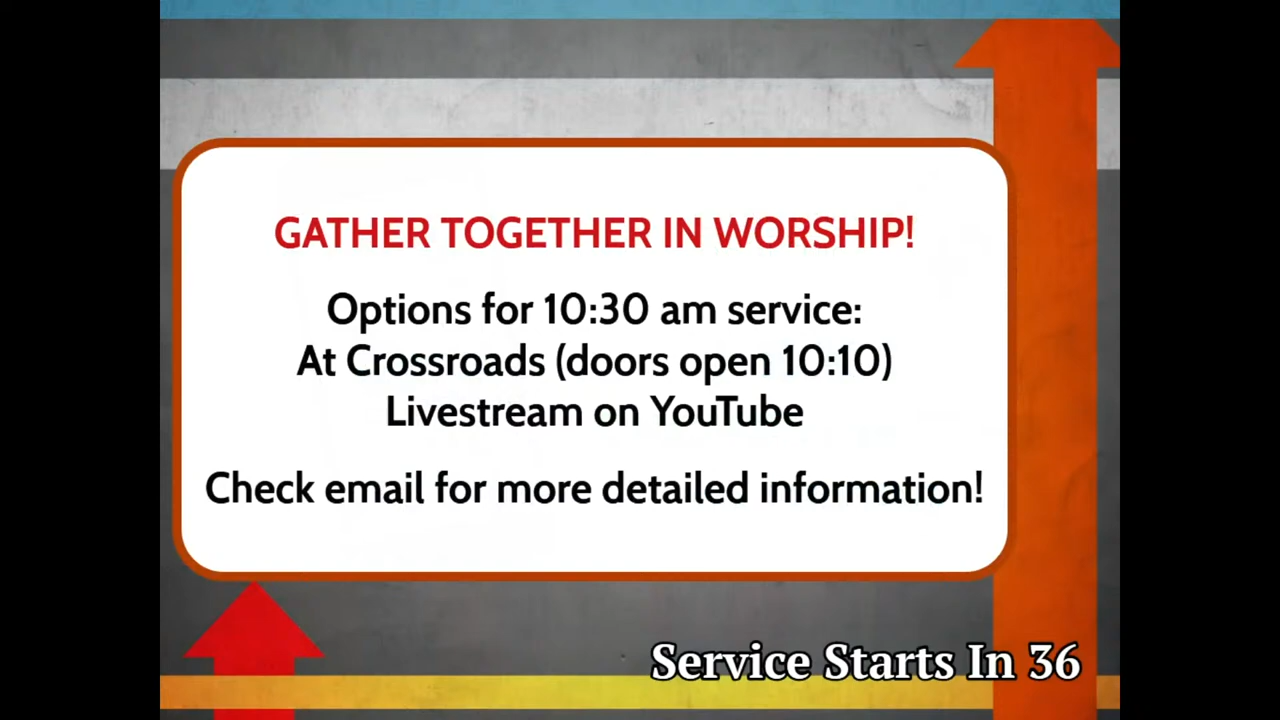 GATHER TOGETHER IN WORSHIP!
Options for 10:30 am service:
At Crossroads (doors open 10:10)
Livestream on YouTube
Check email for more detailed information!
Service Starts In 36